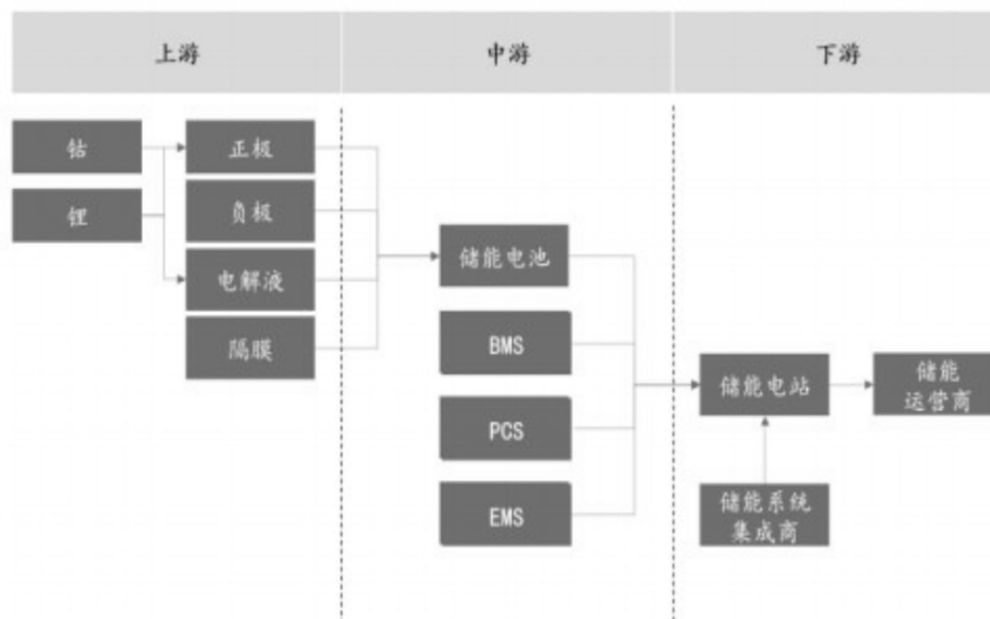 上游
中游
下游
钴
锂
正极
负极
电解液
隔膜
储能电池
BMS
PCS
EMS
储能电站
储能系统
集成商
储能
运营商